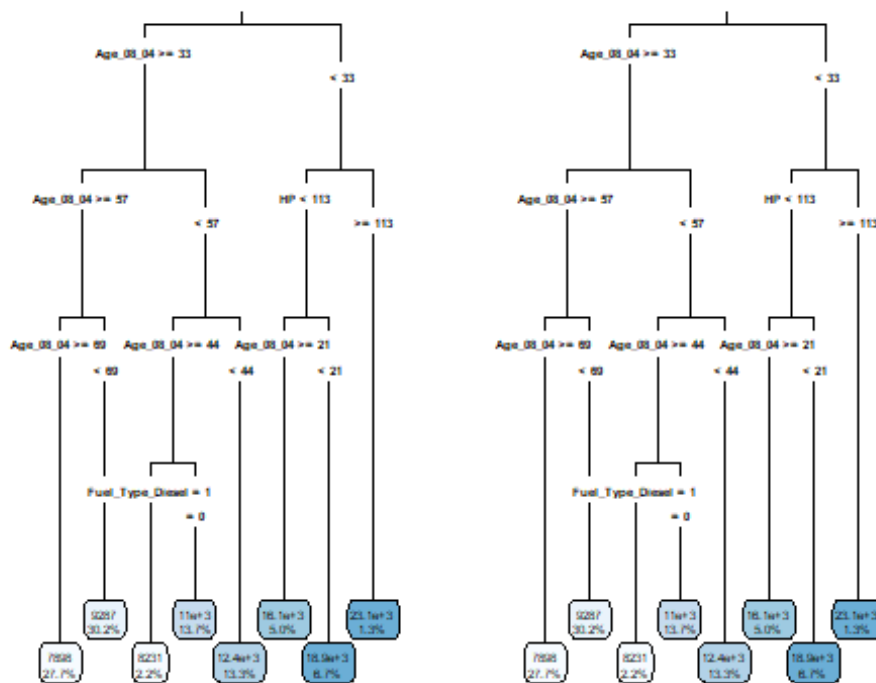 Age_08_04 >= 33
< 33
Age_08_04 >= 57
< 57
HP < 113
>= 113
Age_08_04 >= 69
< 69
Age_08_04 >= 44
< 44
Age_08_04 >= 21
< 21
Fuel_Type_Diesel = 1
= 0
9287
30.2%
11e+3
13.7%
16.1e+3
5.0%
23.1e+3
1.3%
7898
27.7%
8231
2.2%
12.4e+3
13.3%
18.9e+3
6.7%
Age_08_04 >= 33
< 33
Age_08_04 >= 57
< 57
HP < 113
>= 113
Age_08_04 >= 69
< 69
Age_08_04 >= 44
< 44
Age_08_04 >= 21
< 21
Fuel_Type_Diesel = 1
= 0
9287
30.2%
11e+3
13.7%
16.1e+3
5.0%
23.1e+3
1.3%
7898
27.7%
8231
2.2%
12.4e+3
13.3%
18.9e+3
6.7%